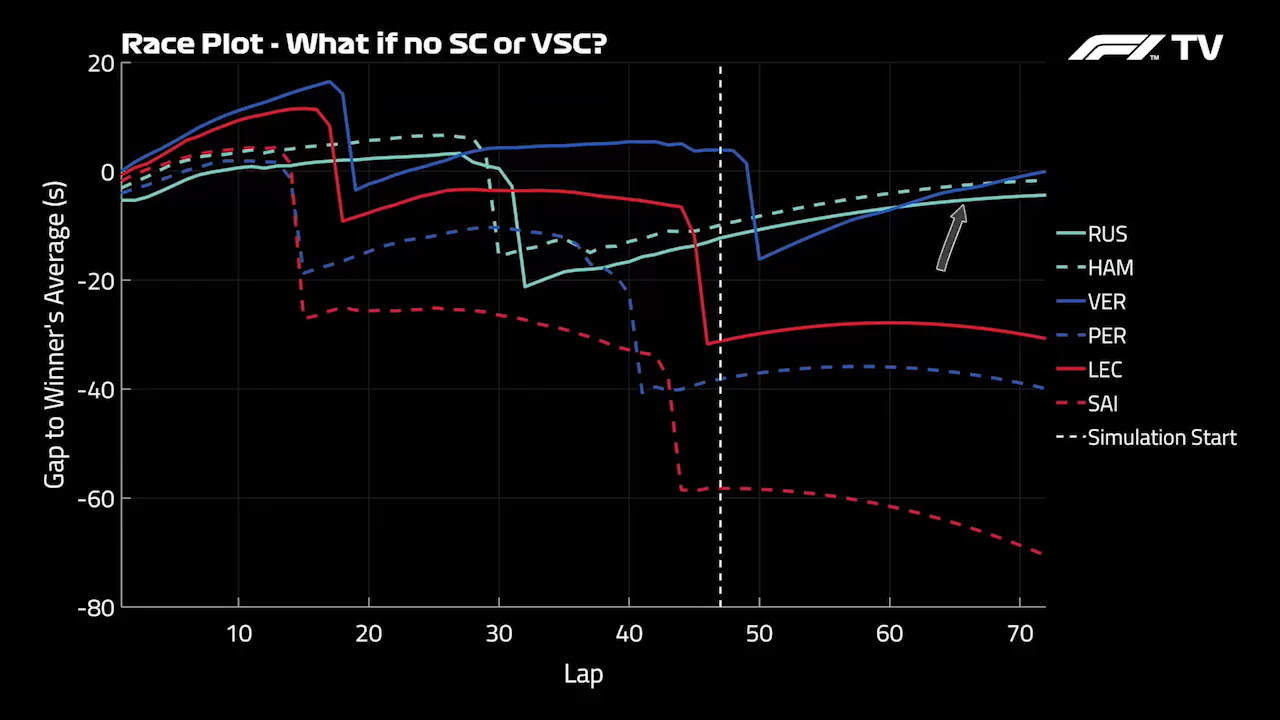 Race Plot - What if no SC or VSC?
F1 TV
TM
20
0
-20
-40
-60
-80
Gap to Winner's Average (s)
10 20 30 40 50 60 70
Lap
RUS
HAM
VER
PER
LEC
SAI
Simulation Start